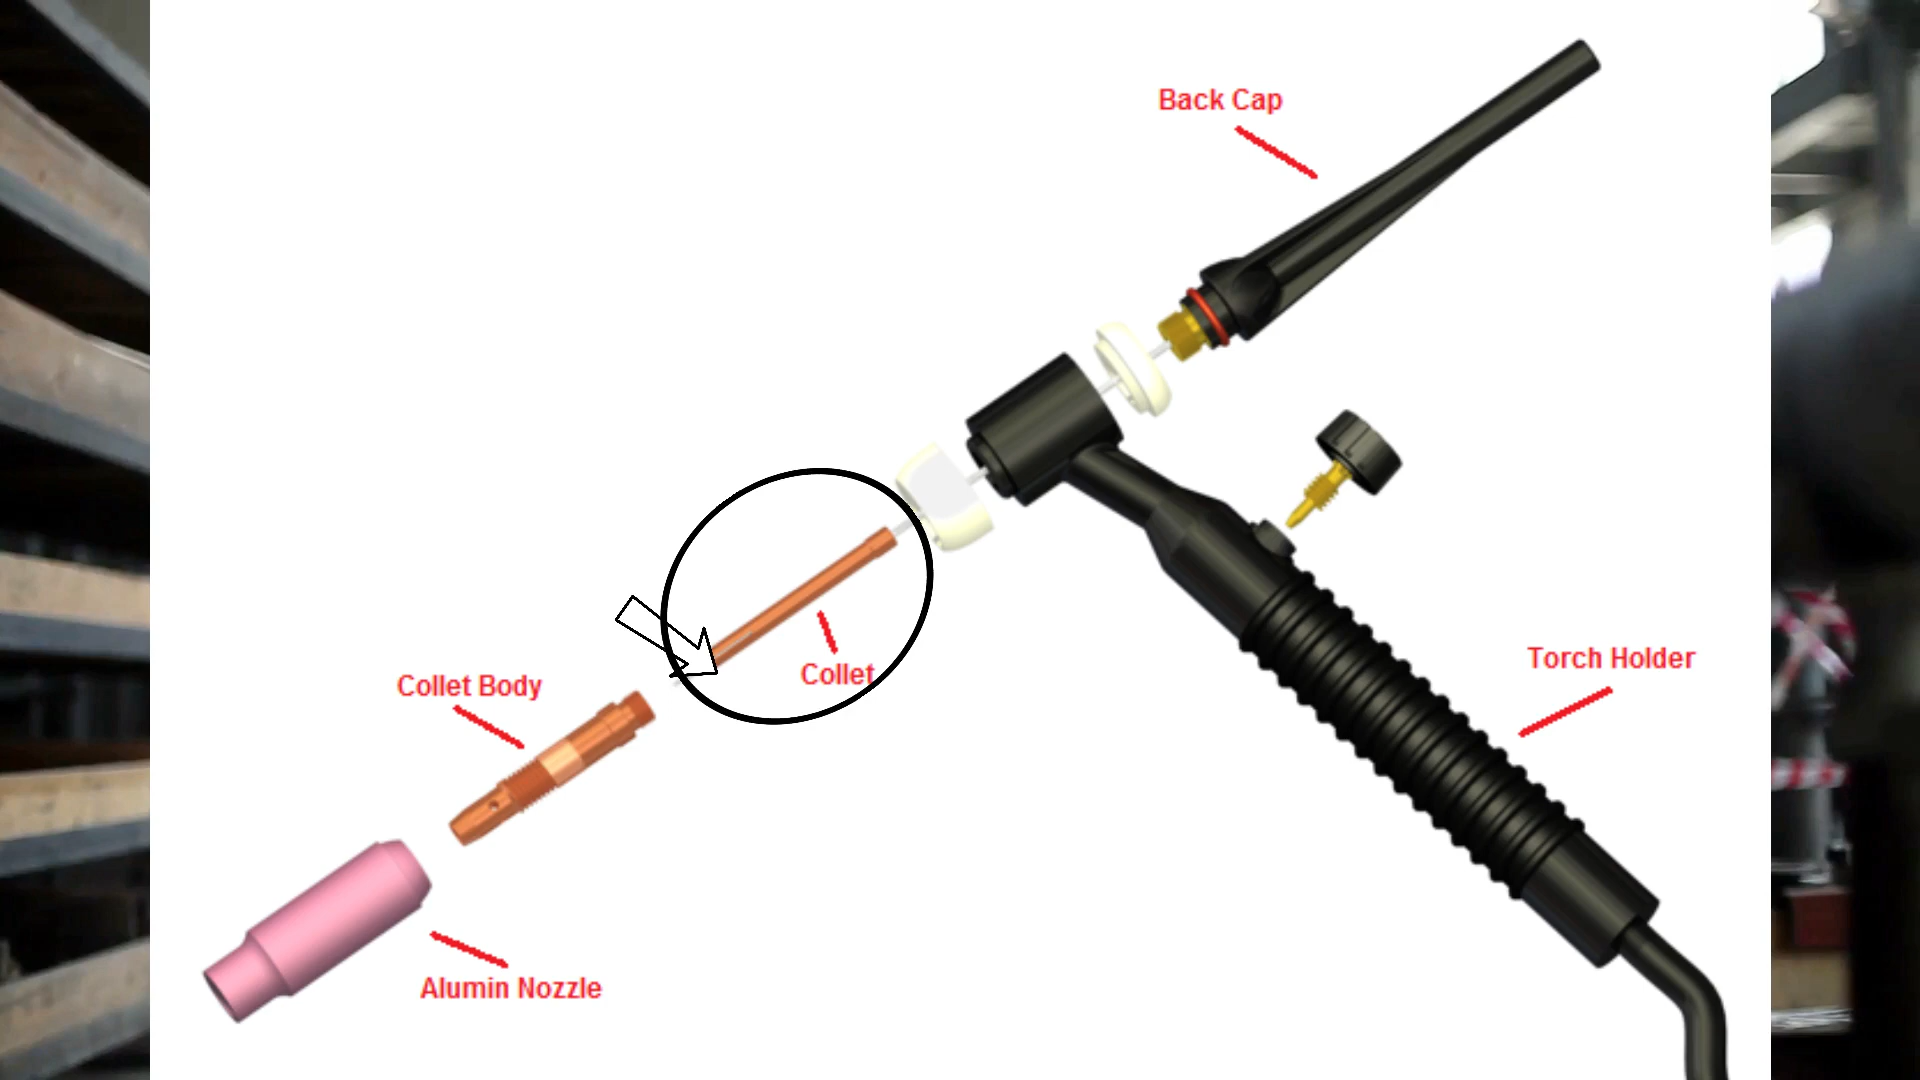 Back Cap
Torch Holder
Collet
Collet Body
Alumin Nozzle